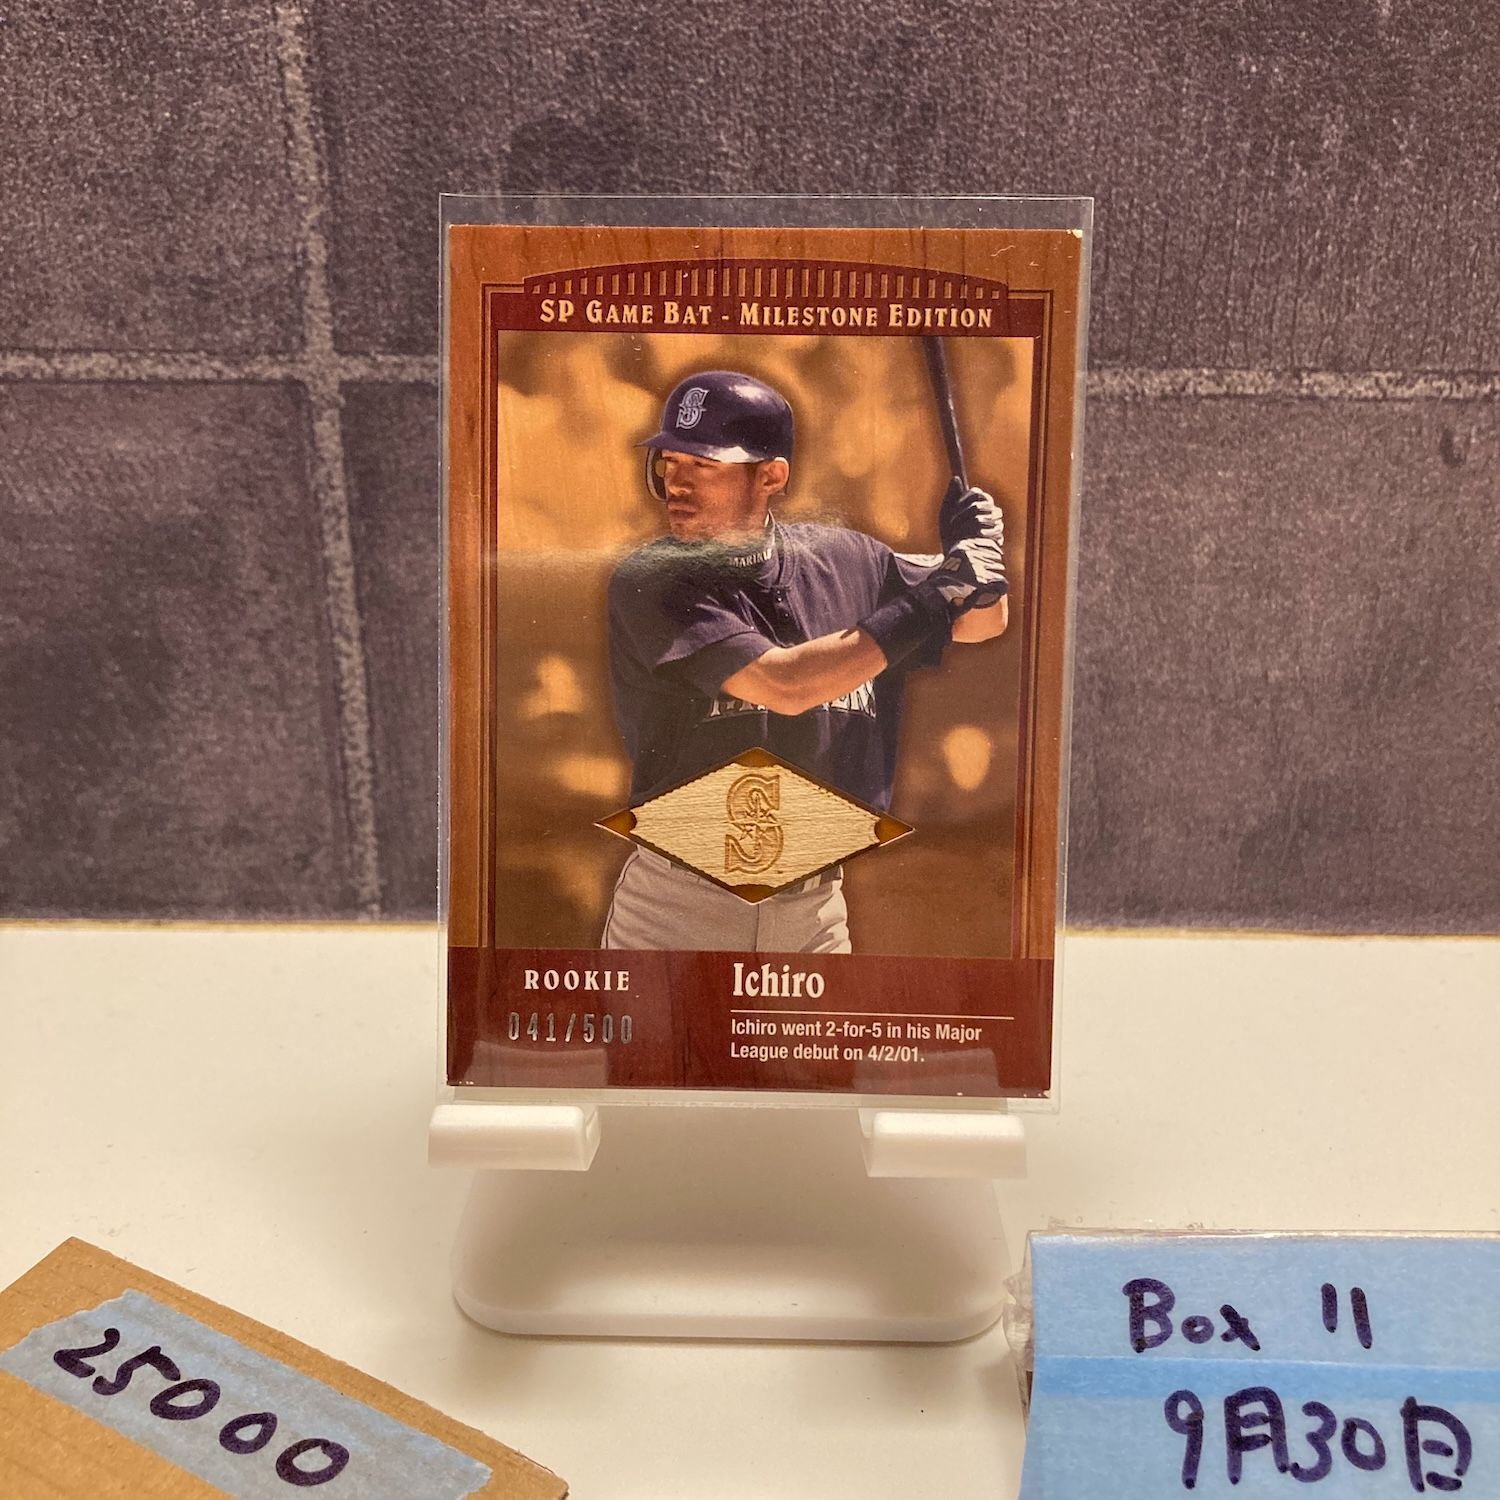 SP GAME BAT - MILESTONE EDITION
S
MARIN
S
ROOKIE
Ichiro
041/500
Ichiro went 2-for-5 in his Major
League debut on 4/2/01.
25000
Box 11
9月30日